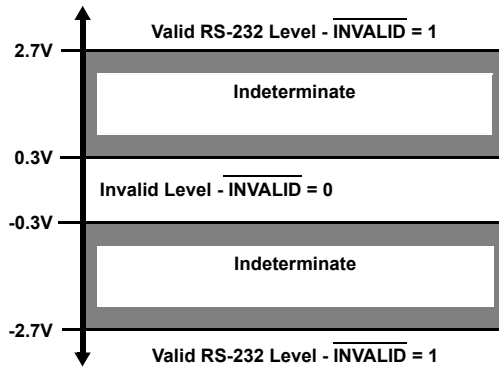 Valid RS-232 Level - INVALID = 1
2.7V
Indeterminate
0.3V
Invalid Level - INVALID = 0
-0.3V
Indeterminate
-2.7V
Valid RS-232 Level - INVALID = 1